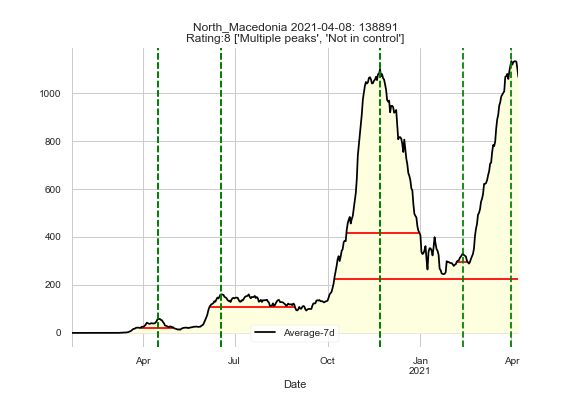 North_Macedonia 2021-04-08: 138891
Rating:8 ['Multiple peaks', 'Not in control']
1000
800
600
400
200
0
Average-7d
Apr
Jul
Oct
Jan
2021
Apr
Date